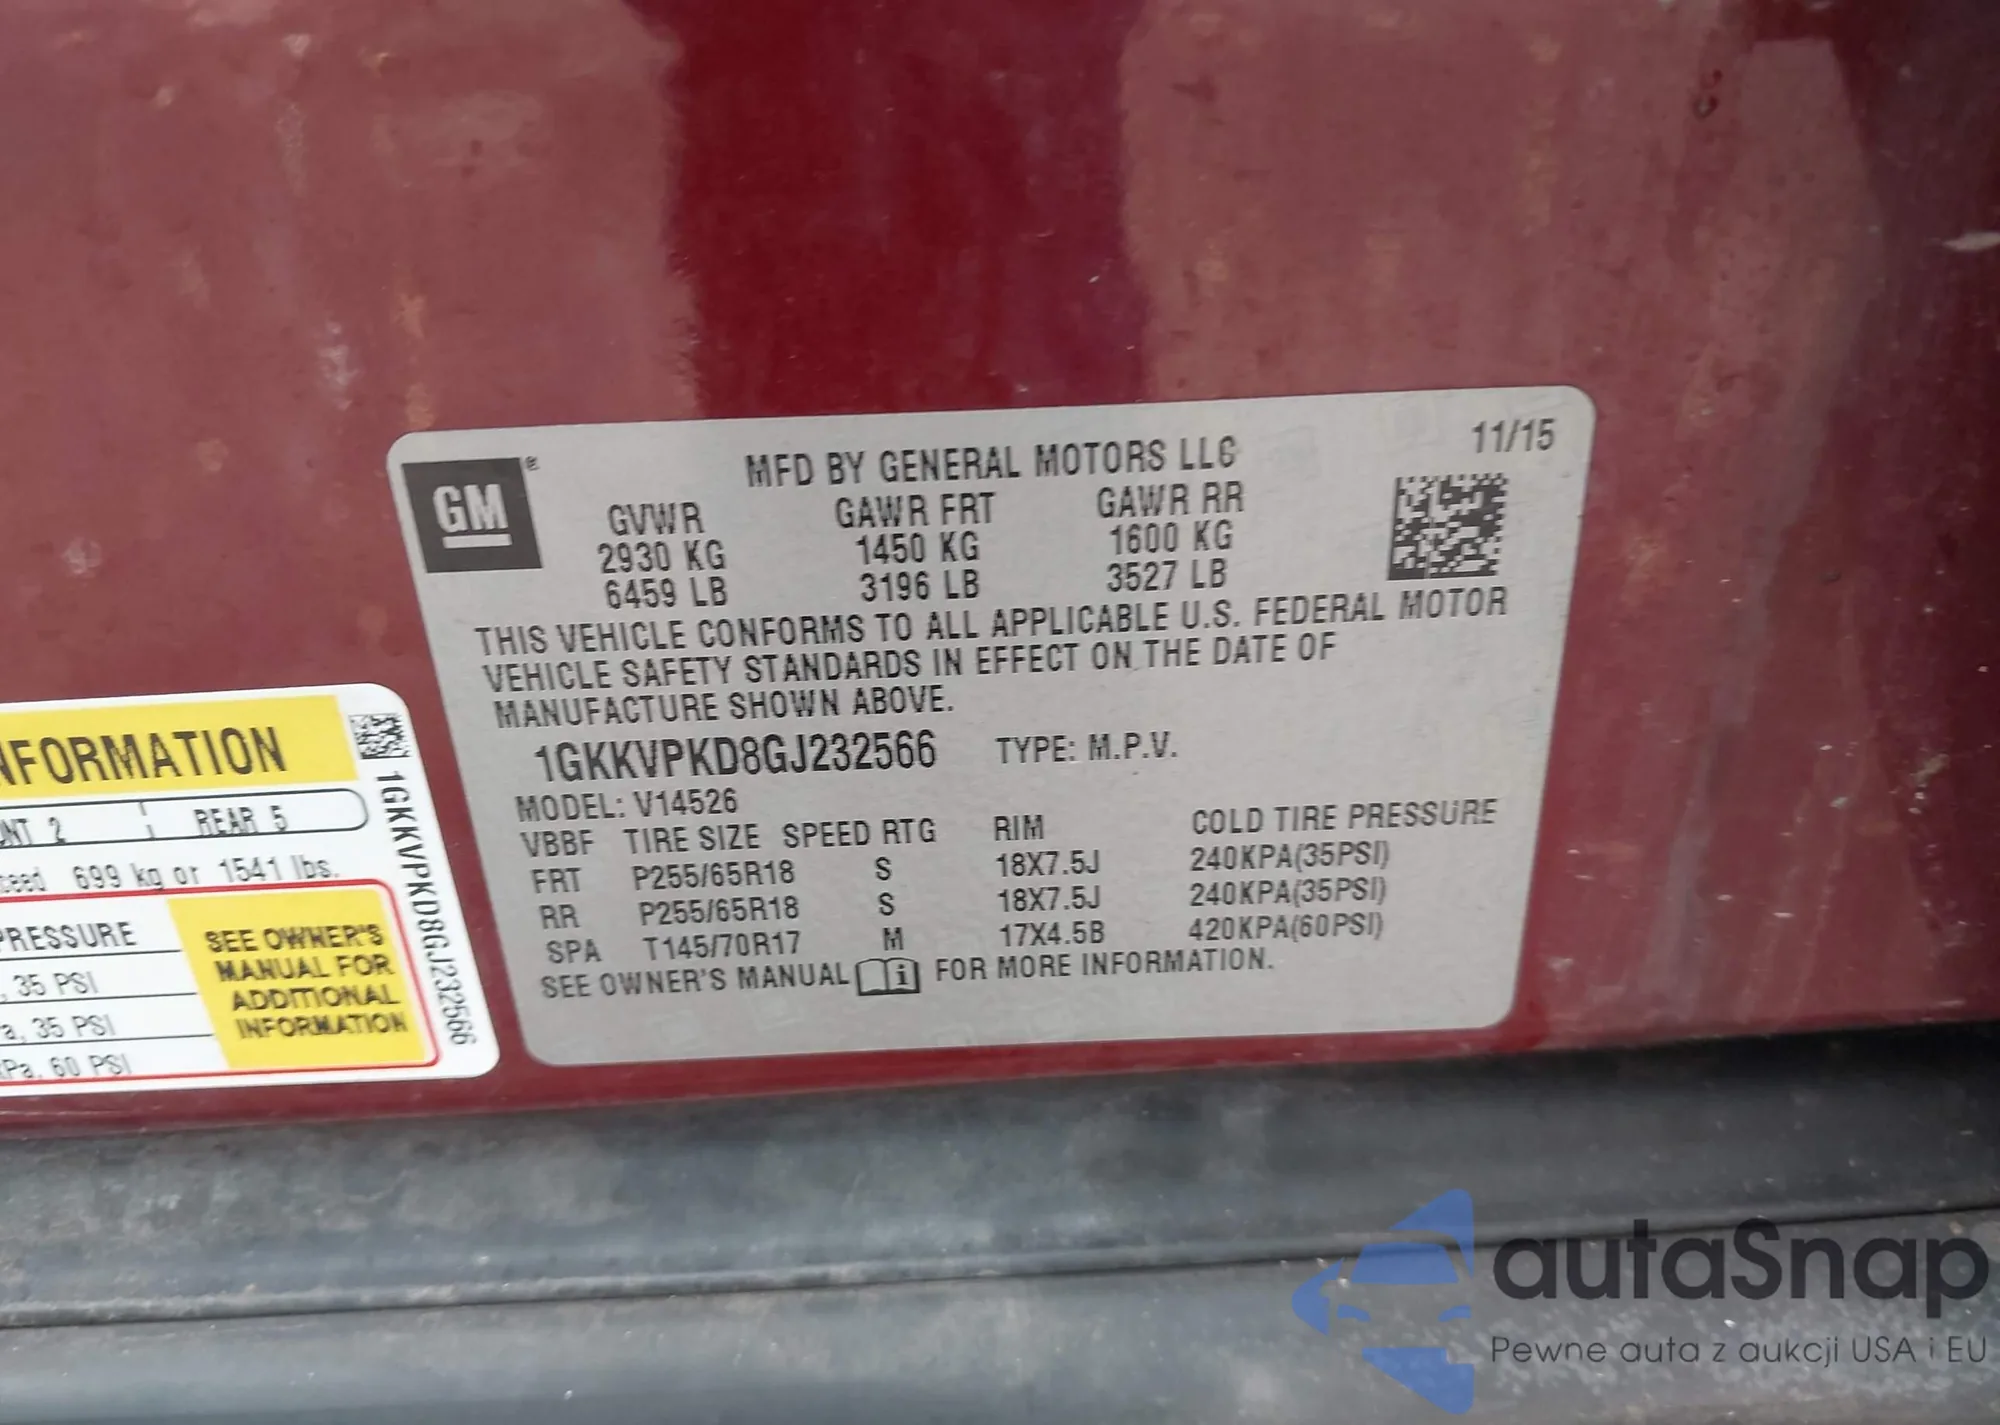 GM®
MFD BY GENERAL MOTORS LLC
11/15
GVWR GAWR FRT GAWR RR
2930 KG 1450 KG 1600 KG
6459 LB 3196 LB 3527 LB
THIS VEHICLE CONFORMS TO ALL APPLICABLE U.S. FEDERAL MOTOR
VEHICLE SAFETY STANDARDS IN EFFECT ON THE DATE OF
MANUFACTURE SHOWN ABOVE.
1GKKVPKD8GJ232566 TYPE: M.P.V.
MODEL: V14526
VBBF TIRE SIZE SPEED RTG RIM COLD TIRE PRESSURE
FRT P255/65R18 S 18X7.5J 240KPA(35PSI)
RR P255/65R18 S 18X7.5J 240KPA(35PSI)
SPA T145/70R17 M 17X4.5B 420KPA(60PSI)
SEE OWNER'S MANUAL i FOR MORE INFORMATION.
NFORMATION
NT 2 REAR 5
ceed 699 kg or 1541 lbs.
PRESSURE
, 35 PSI
a, 35 PSI
Pa, 60 PSI
SEE OWNER'S
MANUAL FOR
ADDITIONAL
INFORMATION
1GKKVPKD8GJ232566
autaSnap
Pewne auta z aukcji USA i EU